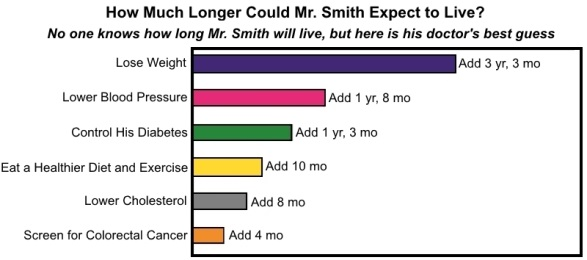 How Much Longer Could Mr. Smith Expect to Live?
No one knows how long Mr. Smith will live, but here is his doctor's best guess
Lose Weight Add 3 yr, 3 mo
Lower Blood Pressure Add 1 yr, 8 mo
Control His Diabetes Add 1 yr, 3 mo
Eat a Healthier Diet and Exercise Add 10 mo
Lower Cholesterol Add 8 mo
Screen for Colorectal Cancer Add 4 mo